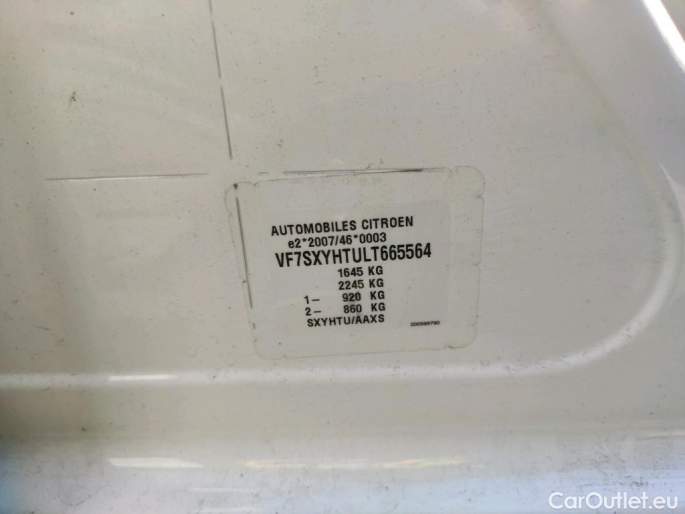 AUTOMOBILES CITROEN
e2*2007/46*0003
VF7SXYHTULT665564
1645 KG
2245 KG
1- 920 KG
2- 860 KG
SXYHTU/AAXS
CarOutlet.eu